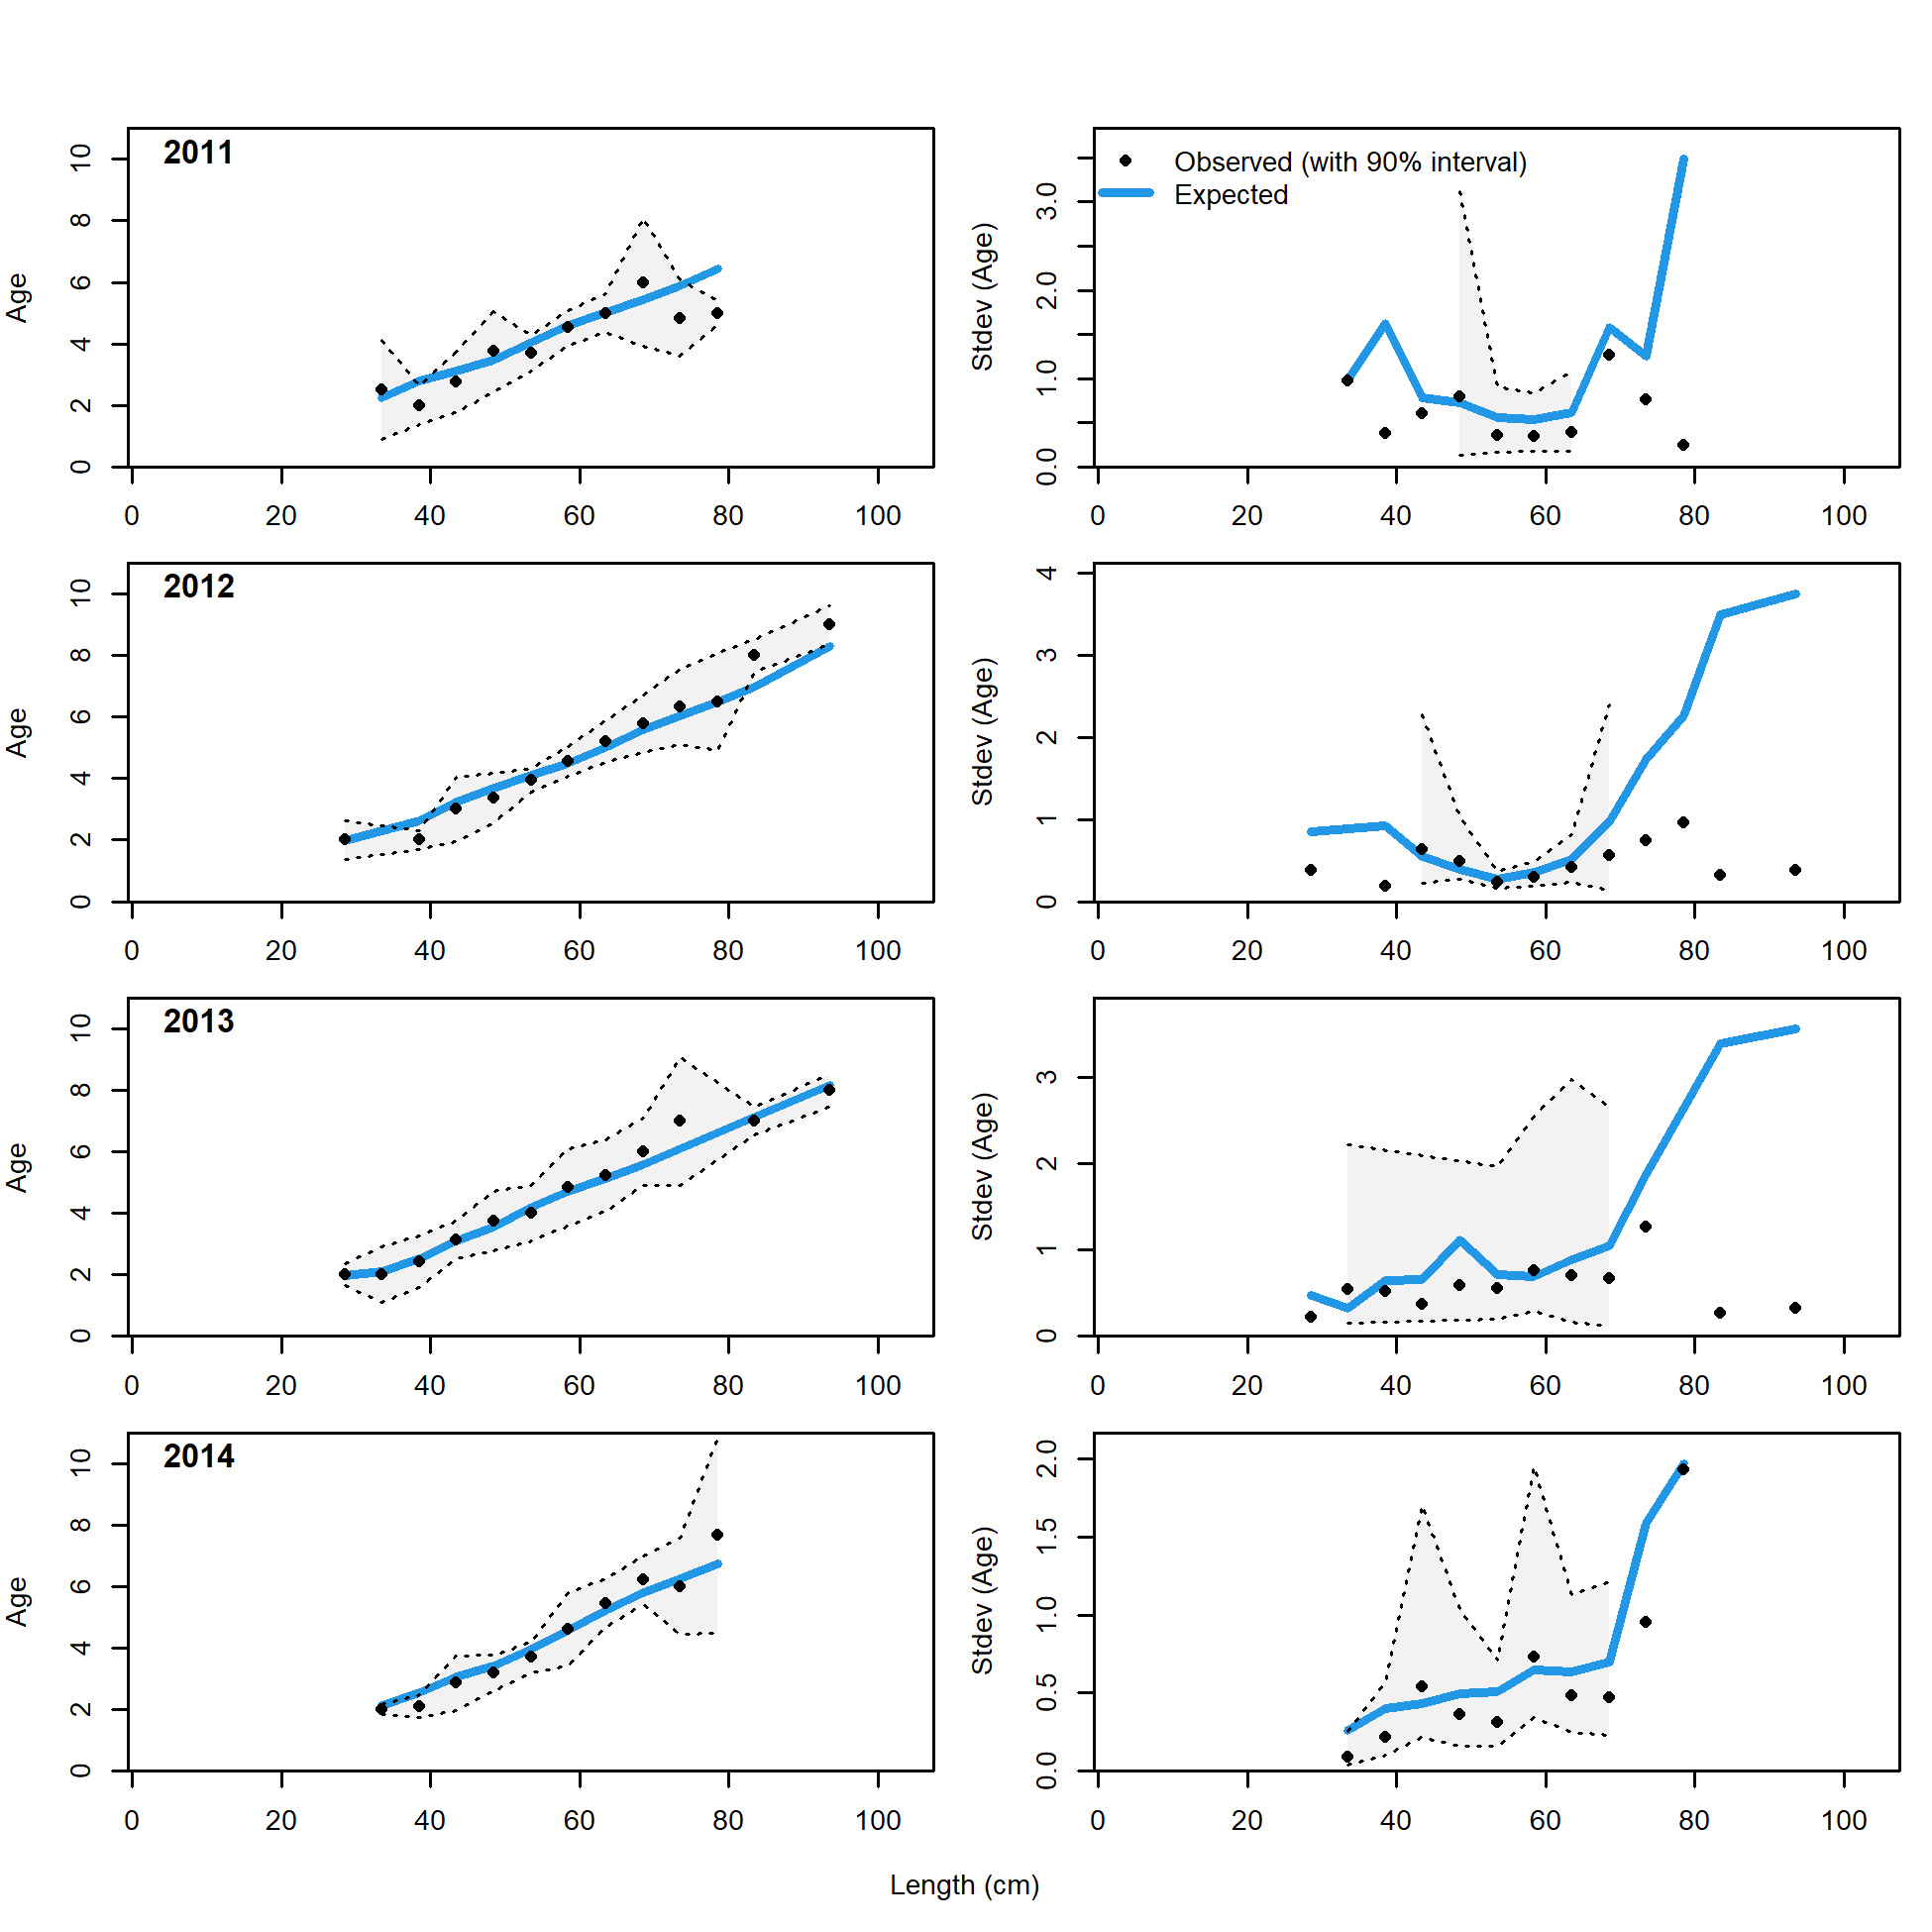 2011
Age
0 2 4 6 8 10
0 20 40 60 80 100
Observed (with 90% interval)
Expected
Stdev (Age)
0.0 1.0 2.0 3.0
0 20 40 60 80 100
2012
Age
0 2 4 6 8 10
0 20 40 60 80 100
Stdev (Age)
0 1 2 3 4
0 20 40 60 80 100
2013
Age
0 2 4 6 8 10
0 20 40 60 80 100
Stdev (Age)
0 1 2 3
0 20 40 60 80 100
2014
Age
0 2 4 6 8 10
0 20 40 60 80 100
Stdev (Age)
0.0 0.5 1.0 1.5 2.0
0 20 40 60 80 100
Length (cm)